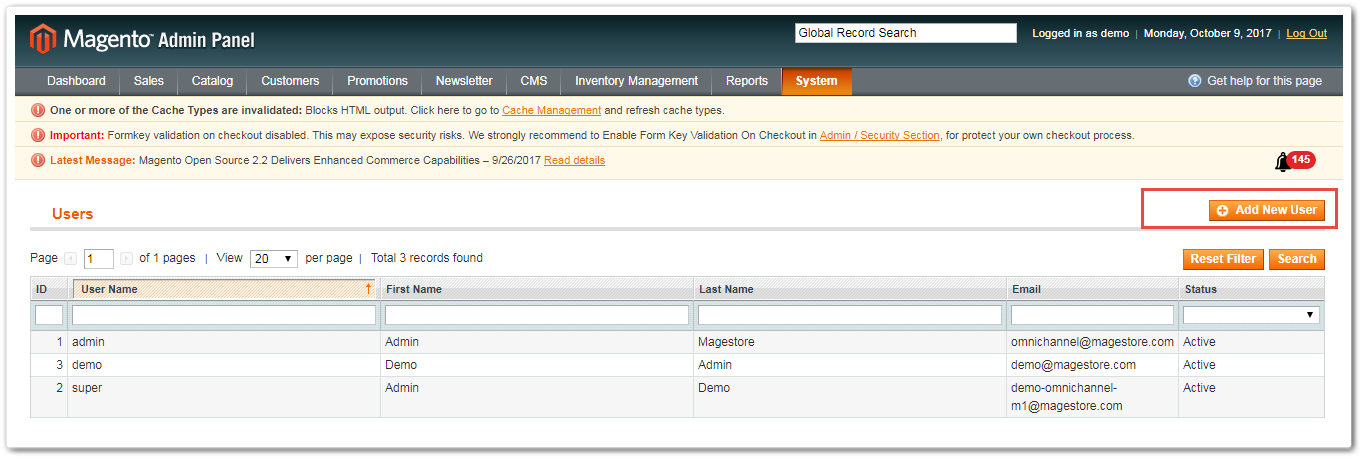 Magento™ Admin Panel Global Record Search Logged in as demo | Monday, October 9, 2017 | Log Out
Dashboard Sales Catalog Customers Promotions Newsletter CMS Inventory Management Reports System Get help for this page
One or more of the Cache Types are invalidated: Blocks HTML output. Click here to go to Cache Management and refresh cache types.
Important: Formkey validation on checkout disabled. This may expose security risks. We strongly recommend to Enable Form Key Validation On Checkout in Admin / Security Section, for protect your own checkout process.
Latest Message: Magento Open Source 2.2 Delivers Enhanced Commerce Capabilities – 9/26/2017 Read details 145
Users Add New User
Page 1 of 1 pages | View 20 per page | Total 3 records found Reset Filter Search
ID User Name First Name Last Name Email Status
1 admin Admin Magestore omnichannel@magestore.com Active
3 demo Demo Admin demo@magestore.com Active
2 super Admin Demo demo-omnichannel- Active
m1@magestore.com